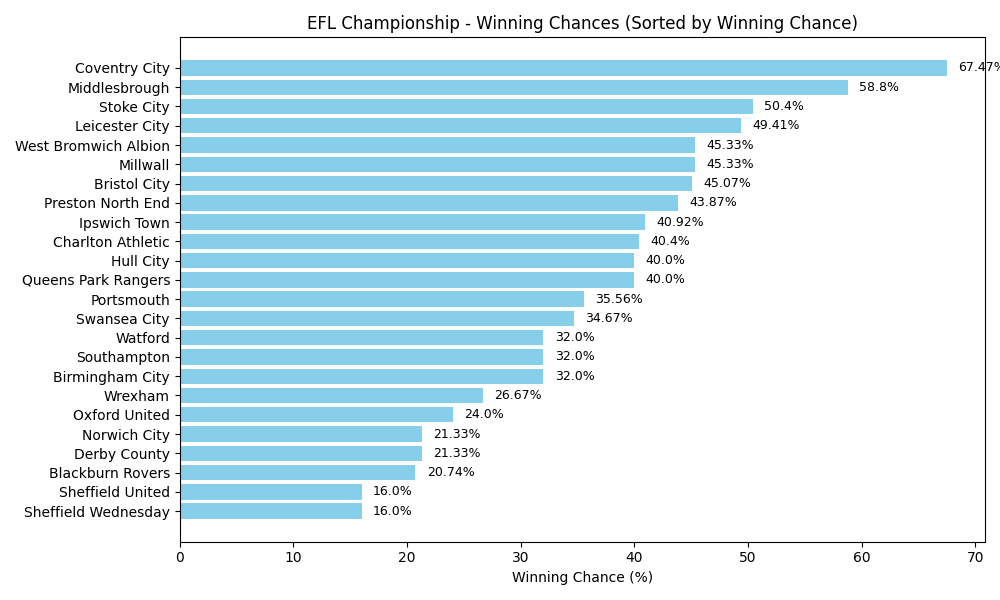 EFL Championship - Winning Chances (Sorted by Winning Chance)
Coventry City 67.47%
Middlesbrough 58.8%
Stoke City 50.4%
Leicester City 49.41%
West Bromwich Albion 45.33%
Millwall 45.33%
Bristol City 45.07%
Preston North End 43.87%
Ipswich Town 40.92%
Charlton Athletic 40.4%
Hull City 40.0%
Queens Park Rangers 40.0%
Portsmouth 35.56%
Swansea City 34.67%
Watford 32.0%
Southampton 32.0%
Birmingham City 32.0%
Wrexham 26.67%
Oxford United 24.0%
Norwich City 21.33%
Derby County 21.33%
Blackburn Rovers 20.74%
Sheffield United 16.0%
Sheffield Wednesday 16.0%
0 10 20 30 40 50 60 70
Winning Chance (%)